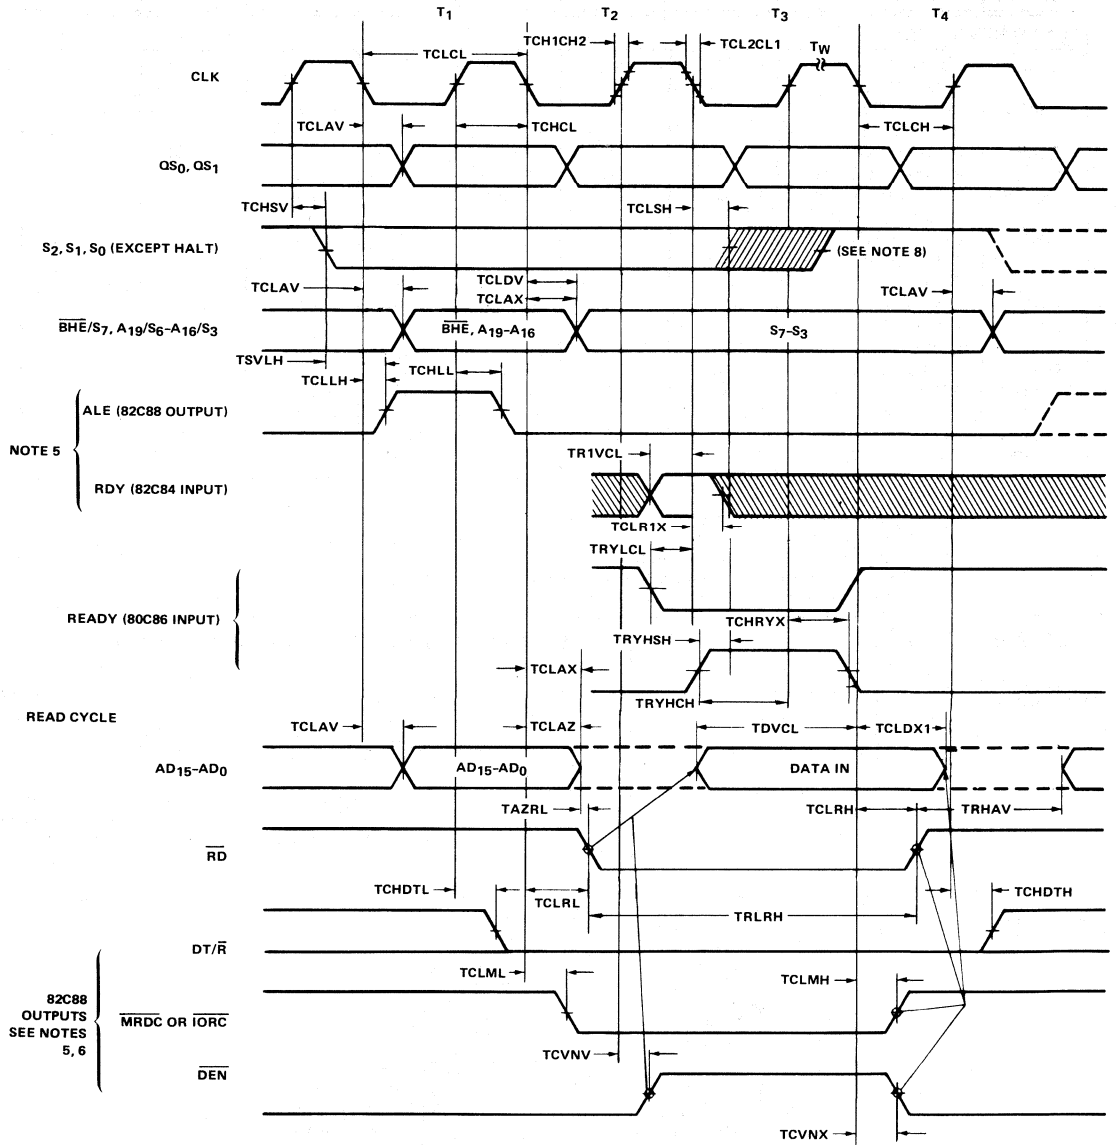 T1 T2 T3 T4
TCH1CH2 TCL2CL1
TW
TCLCL
CLK
TCLAV TCHCL TCLCH
QS0, QS1
TCHSV TCLSH
S2, S1, S0 (EXCEPT HALT) (SEE NOTE 8)
TCLDV
TCLAV TCLAX TCLAV
BHE/S7, A19/S6–A16/S3 BHE, A19–A16 S7–S3
TSVLH
TCLLH TCHLL
ALE (82C88 OUTPUT)
NOTE 5
TR1VCL
RDY (82C84 INPUT)
TCLR1X
TRYLCL
READY (80C86 INPUT) TCHRYX
TRYHSH
TCLAX
TRYHCH
READ CYCLE
TCLAV TCLAZ TDVCL TCLDX1
AD15–AD0 AD15–AD0 DATA IN
TAZRL TCLRH TRHAV
RD
TCHDTL TCLRL TRLRH TCHDTH
DT/R
TCLML TCLMH
82C88
OUTPUTS
SEE NOTES
5, 6
MRDC OR IORC
TCVNV
DEN
TCVNX